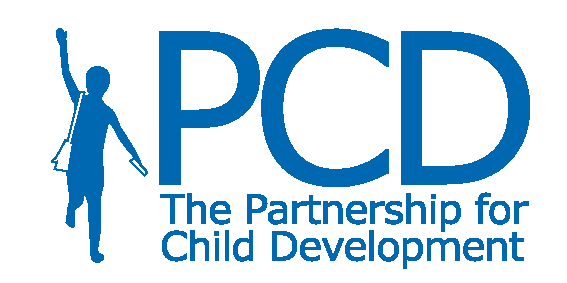 PCD
The Partnership for
Child Development